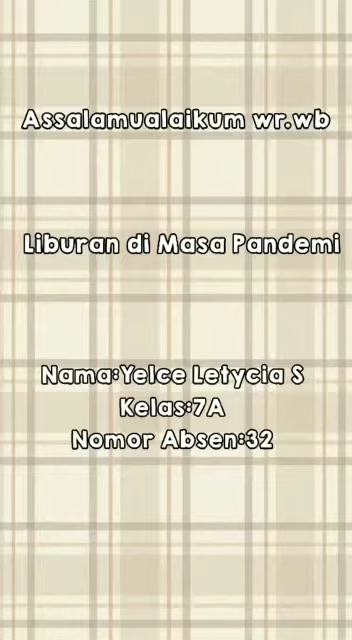 Assalamualaikum wr.wb
Liburan di Masa Pandemi
Nama:Yelce Letycia S
Kelas:7A
Nomor Absen:32